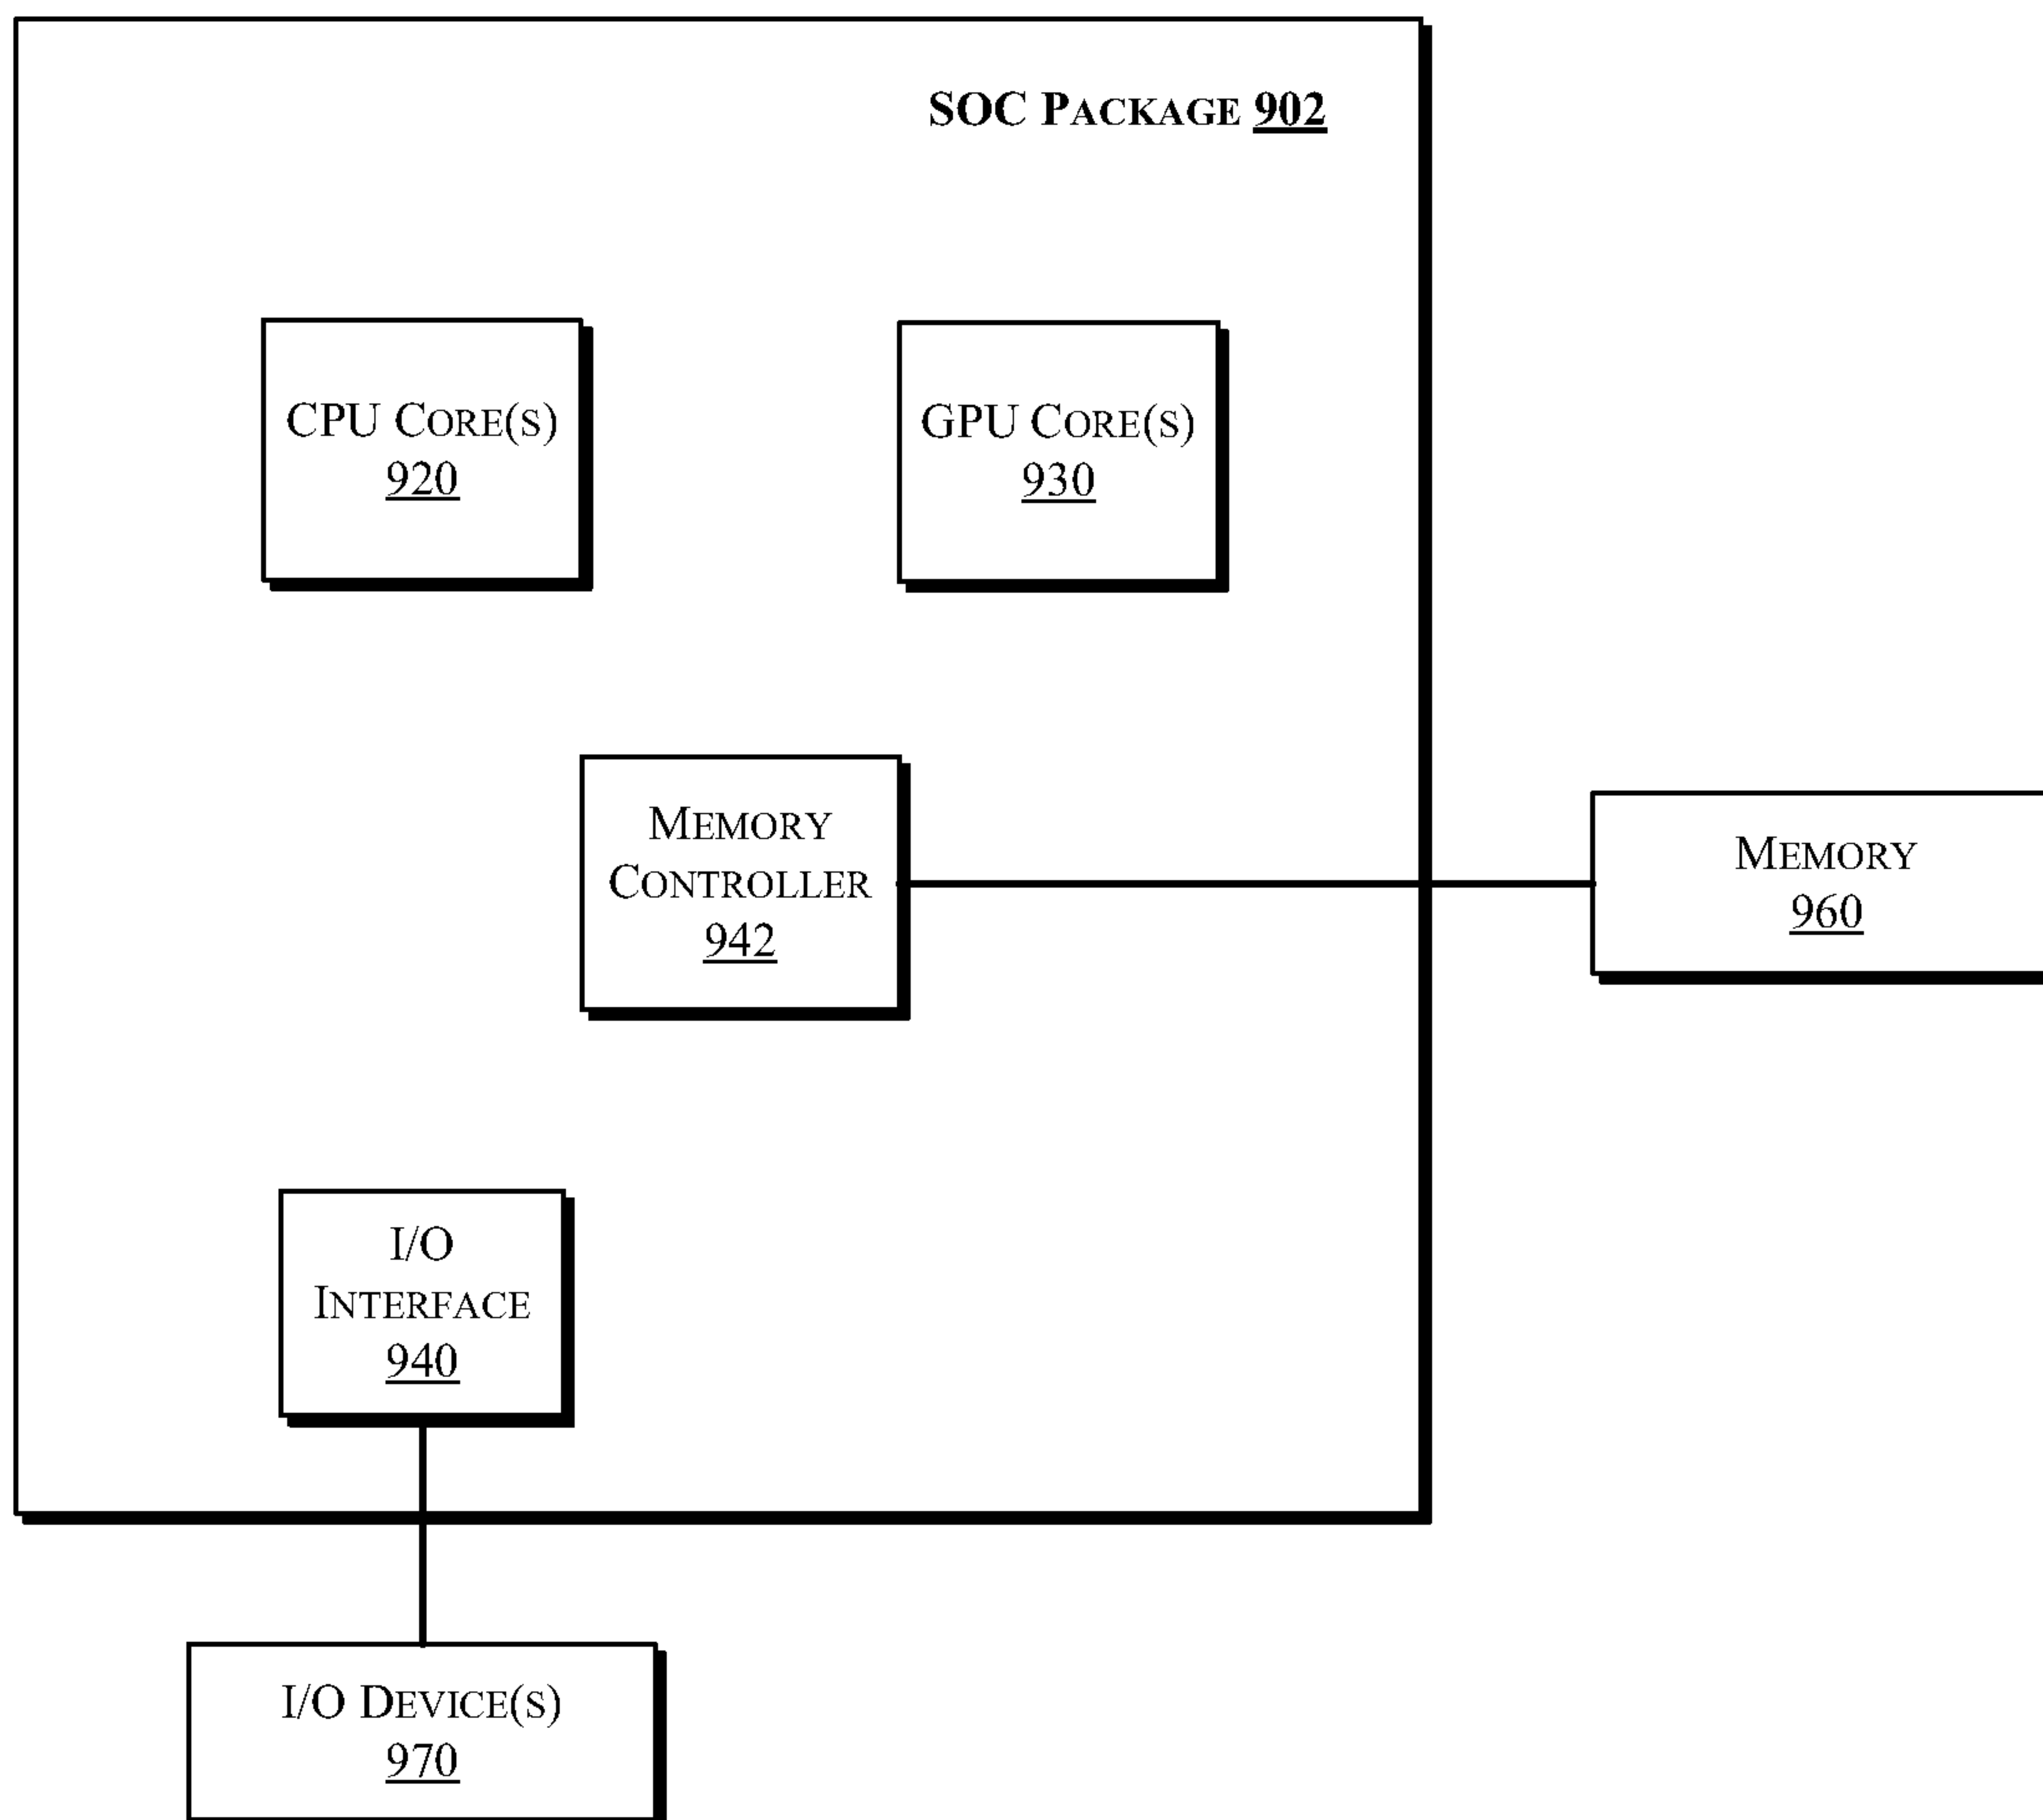 SOC PACKAGE 902
CPU CORE(S)
920
GPU CORE(S)
930
MEMORY
CONTROLLER
942
MEMORY
960
I/O
INTERFACE
940
I/O DEVICE(S)
970